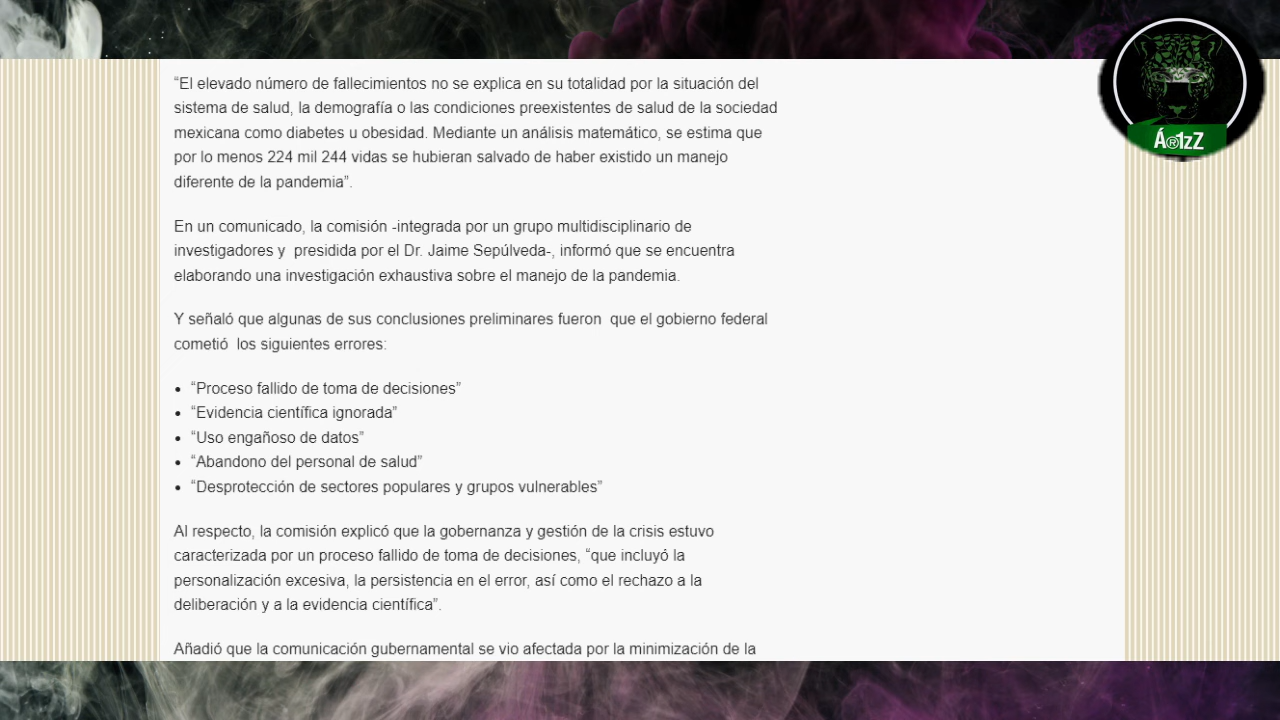 “El elevado número de fallecimientos no se explica en su totalidad por la situación del
sistema de salud, la demografía o las condiciones preexistentes de salud de la sociedad
mexicana como diabetes u obesidad. Mediante un análisis matemático, se estima que
por lo menos 224 mil 244 vidas se hubieran salvado de haber existido un manejo
diferente de la pandemia”.
En un comunicado, la comisión -integrada por un grupo multidisciplinario de
investigadores y  presidida por el Dr. Jaime Sepúlveda-, informó que se encuentra
elaborando una investigación exhaustiva sobre el manejo de la pandemia.
Y señaló que algunas de sus conclusiones preliminares fueron  que el gobierno federal
cometió  los siguientes errores:
• “Proceso fallido de toma de decisiones”
• “Evidencia científica ignorada”
• “Uso engañoso de datos”
• “Abandono del personal de salud”
• “Desprotección de sectores populares y grupos vulnerables”
Al respecto, la comisión explicó que la gobernanza y gestión de la crisis estuvo
caracterizada por un proceso fallido de toma de decisiones, “que incluyó la
personalización excesiva, la persistencia en el error, así como el rechazo a la
deliberación y a la evidencia científica”.
Añadió que la comunicación gubernamental se vio afectada por la minimización de la
Á®1zZ